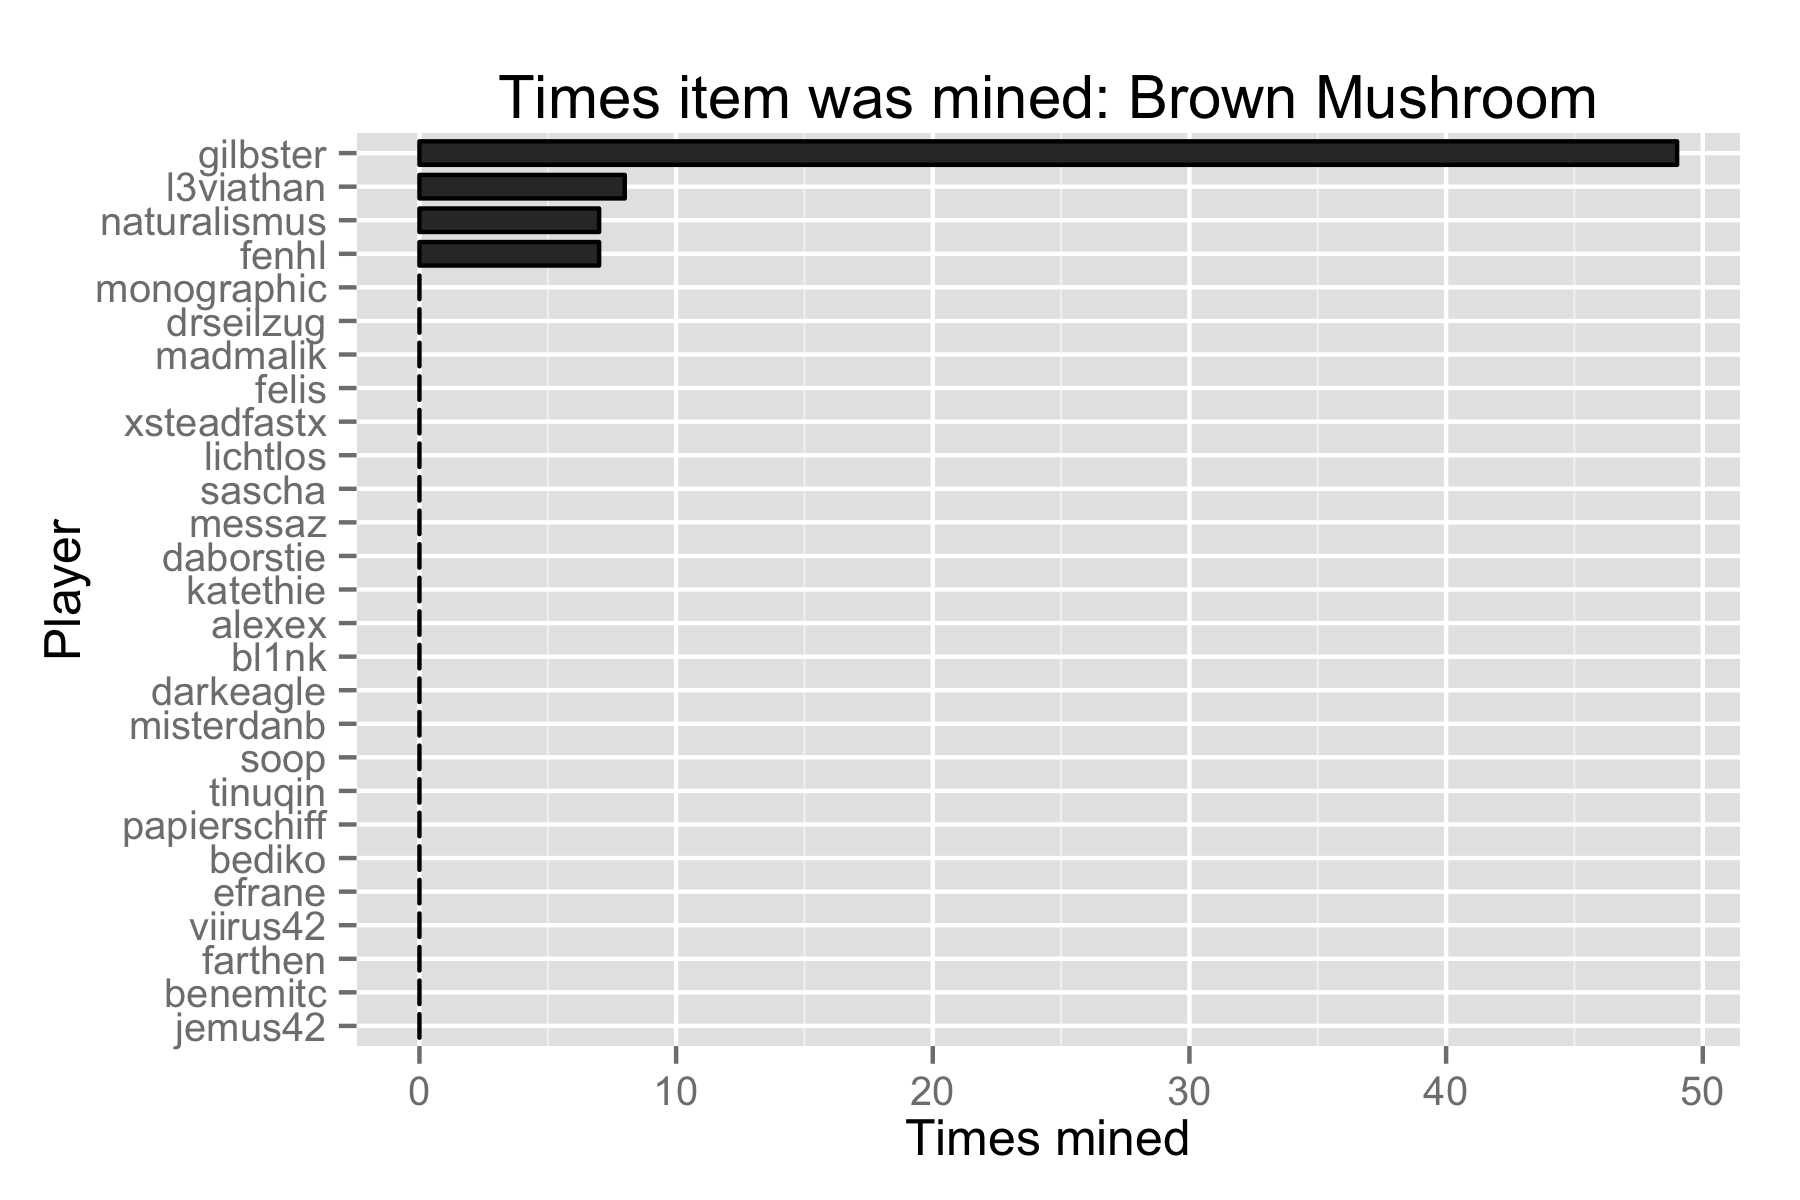 Times item was mined: Brown Mushroom
gilbster
l3viathan
naturalismus
fenhl
monographic
drseilzug
madmalik
felis
xsteadfastx
lichtlos
sascha
messaz
daborstie
katethie
alexex
bl1nk
darkeagle
misterdanb
soop
tinuqin
papierschiff
bediko
efrane
viirus42
farthen
benemitc
jemus42
Player
0 10 20 30 40 50
Times mined